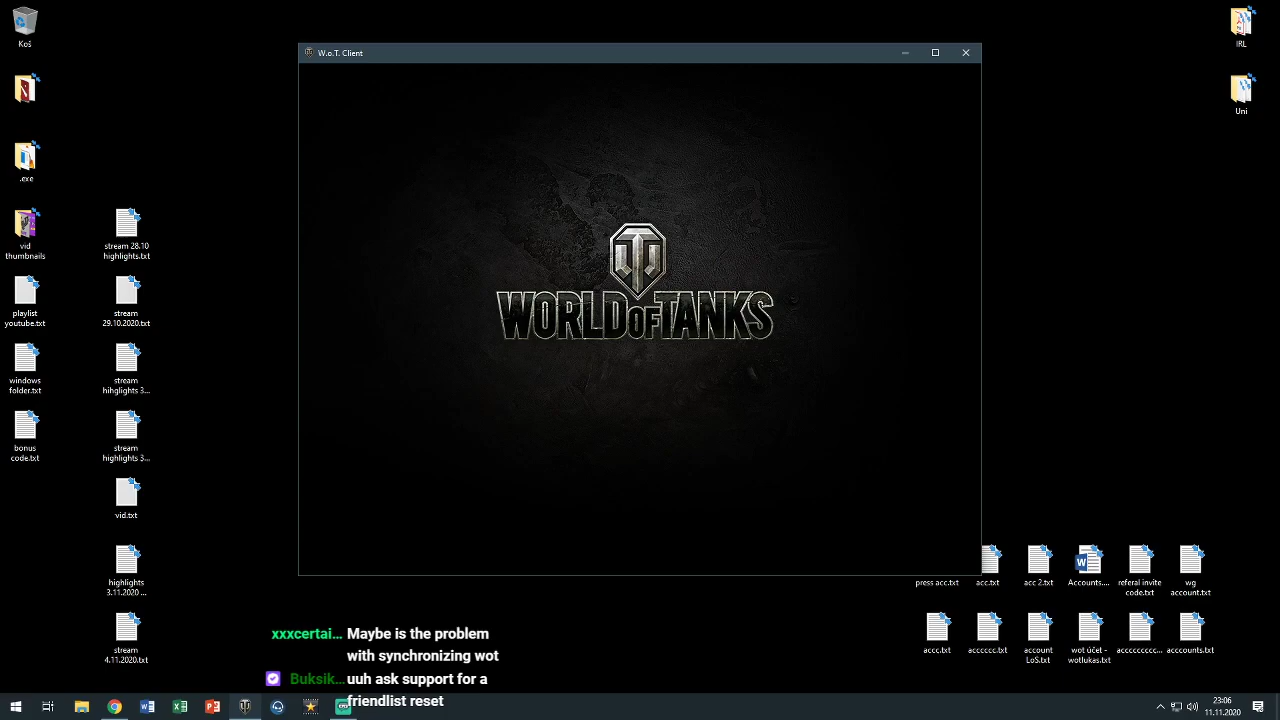 Koš
IRL
W.o.T. Client
Uni
.exe
vid
thumbnails
stream 28.10
highlights.txt
WORLD OF TANKS
playlist
youtube.txt
stream
29.10.2020.txt
windows
folder.txt
stream
hihglights 3...
bonus
code.txt
stream
highlights 3...
vid.txt
highlights
3.11.2020 ...
press acc.txt
acc.txt
acc 2.txt
Accounts....
referal invite
code.txt
wg
account.txt
stream
4.11.2020.txt
accc.txt
accccc.txt
account
LoS.txt
wot účet -
wotlukas.txt
accccccccc...
acccounts.txt
xxxcertai... Maybe is the problem
with synchronizing wot
Buksik... uuh ask support for a
friendlist reset
23:06
11.11.2020